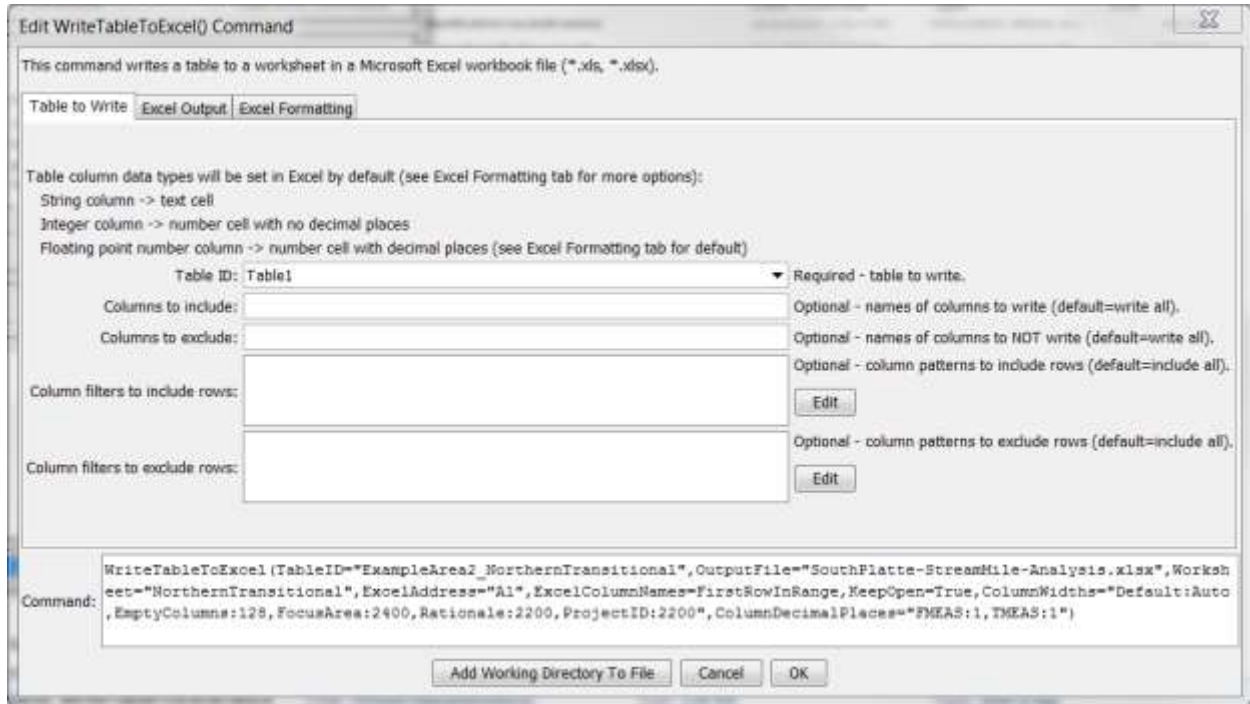 Edit WriteTableToExcel() Command
This command writes a table to a worksheet in a Microsoft Excel workbook file (*.xls, *.xlsx).
Table to Write Excel Output Excel Formatting
Table column data types will be set in Excel by default (see Excel Formatting tab for more options):
String column -> text cell
Integer column -> number cell with no decimal places
Floating point number column -> number cell with decimal places (see Excel Formatting tab for default)
Table ID: Table1 Required - table to write.
Columns to include: Optional - names of columns to write (default=write all).
Columns to exclude: Optional - names of columns to NOT write (default=write all).
Optional - column patterns to include rows (default=include all).
Column filters to include rows: Edit
Optional - column patterns to exclude rows (default=include all).
Column filters to exclude rows: Edit
WriteTableToExcel(TableID="ExampleArea2_NorthernTransitional",OutputFile="SouthPlatte-StreamMile-Analysis.xlsx",Worksh
Command: eet="NorthernTransitional",ExcelAddress="A1",ExcelColumnNames=FirstRowInRange,KeepOpen=True,ColumnWidths="Default:Auto
,EmptyColumns:128,FocusArea:2400,Rationale:2200,ProjectID:2200",ColumnDecimalPlaces="FMEAS:1,TMEAS:1")
Add Working Directory To File Cancel OK